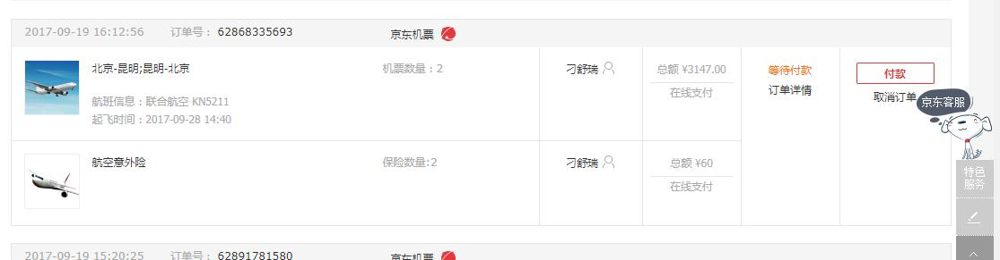 2017-09-19 16:12:56 订单号： 62868335693 京东机票
北京-昆明;昆明-北京 机票数量：2 刁舒瑞 总额 ¥3147.00 等待付款 付款
在线支付 订单详情 取消订单
航班信息：联合航空 KN5211
起飞时间：2017-09-28 14:40
京东客服
航空意外险 保险数量:2 刁舒瑞 总额 ¥60
在线支付
特色
服务
2017-09-19 15:20:25 订单号： 62891781580 京东机票